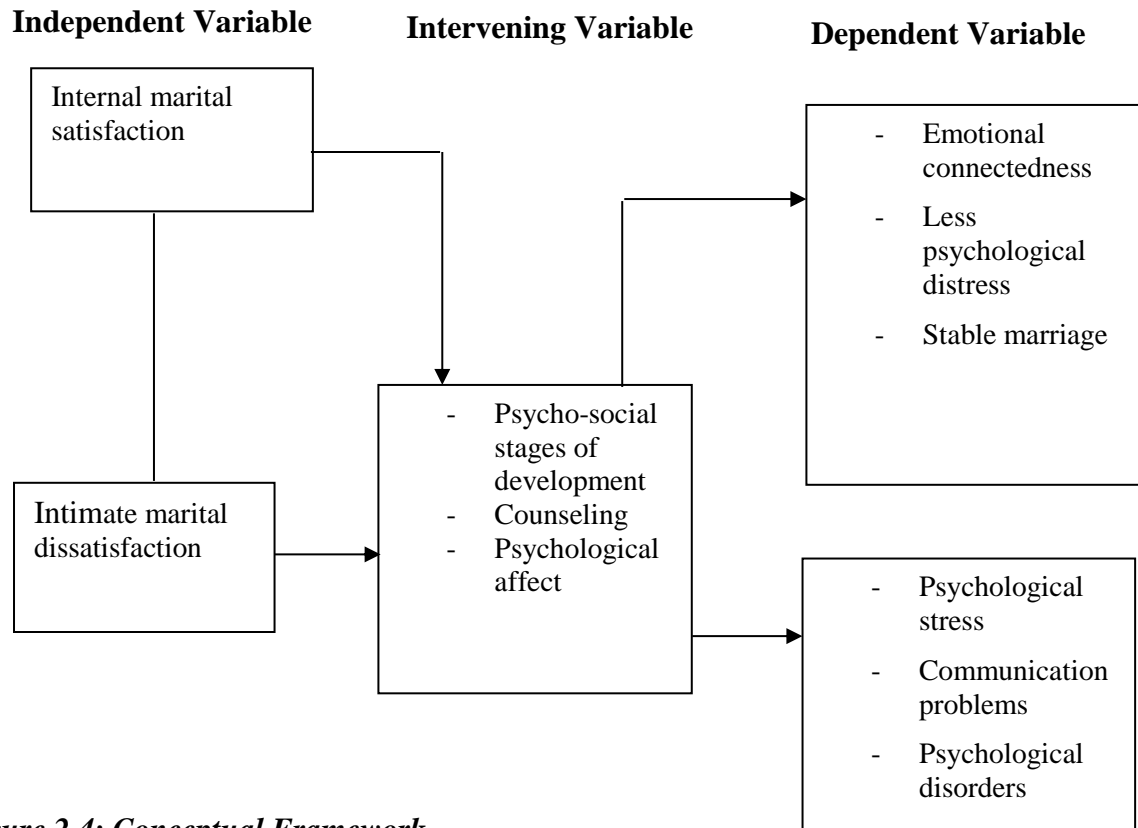 Independent Variable
Intervening Variable
Dependent Variable
Internal marital
satisfaction
Intimate marital
dissatisfaction
- Psycho-social
stages of
development
- Counseling
- Psychological
affect
- Emotional
connectedness
- Less
psychological
distress
- Stable marriage
- Psychological
stress
- Communication
problems
- Psychological
disorders
2.4: Conceptual Framework